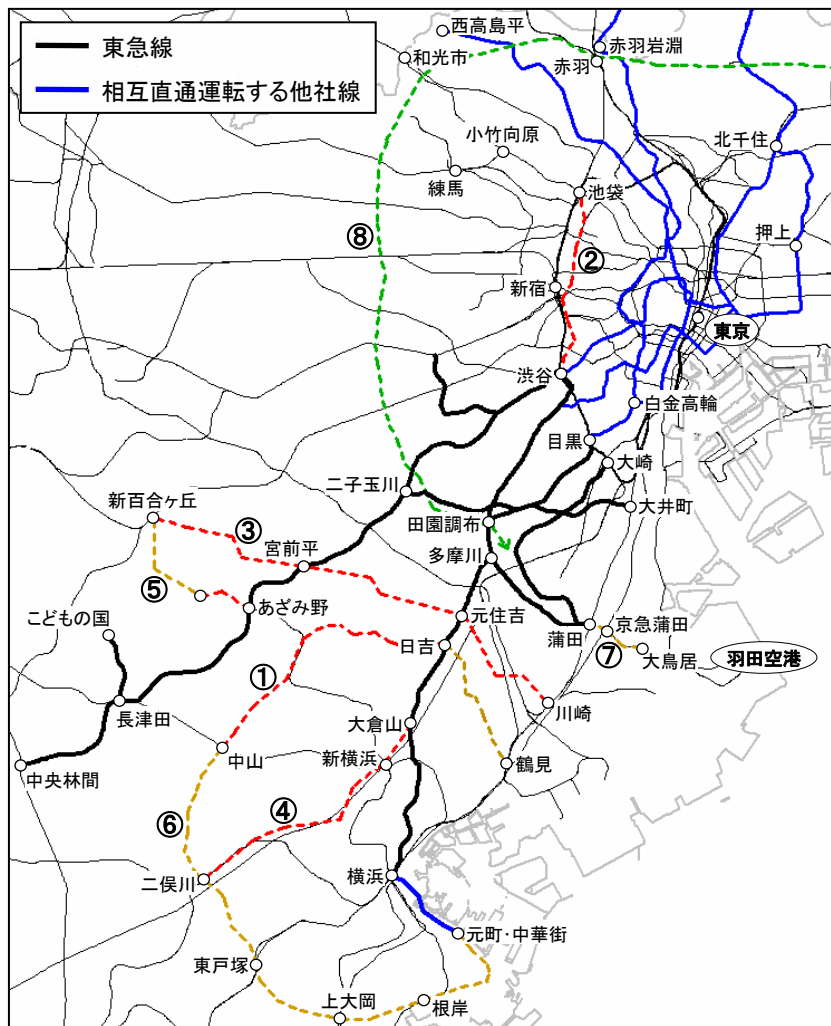 東急線
相互直通運転する他社線
西高島平
和光市
赤羽岩淵
赤羽
小竹向原
練馬
北千住
池袋
押上
⑧
②
新宿
東京
渋谷
白金高輪
目黒
大崎
二子玉川
大井町
新百合ヶ丘
③
田園調布
宮前平
多摩川
⑤
あざみ野
元住吉
こどもの国
蒲田
京急蒲田
日吉
⑦
大鳥居
羽田空港
①
長津田
大倉山
川崎
中山
新横浜
鶴見
中央林間
⑥
④
二俣川
横浜
元町・中華街
東戸塚
上大岡
根岸